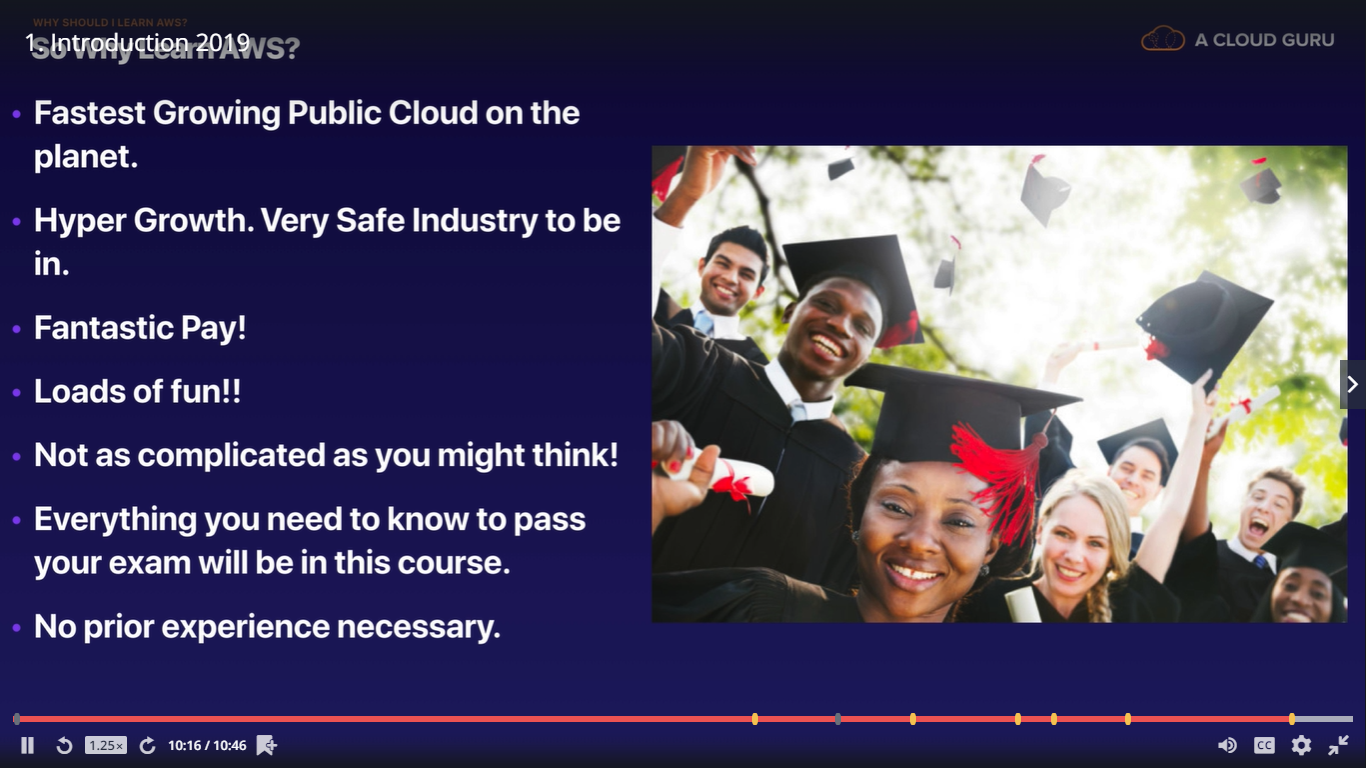 WHY SHOULD I LEARN AWS?
So Why Learn AWS?
1. Introduction 2019
A CLOUD GURU
• Fastest Growing Public Cloud on the
planet.
• Hyper Growth. Very Safe Industry to be
in.
• Fantastic Pay!
• Loads of fun!!
• Not as complicated as you might think!
• Everything you need to know to pass
your exam will be in this course.
• No prior experience necessary.
1.25×
10:16 / 10:46
CC